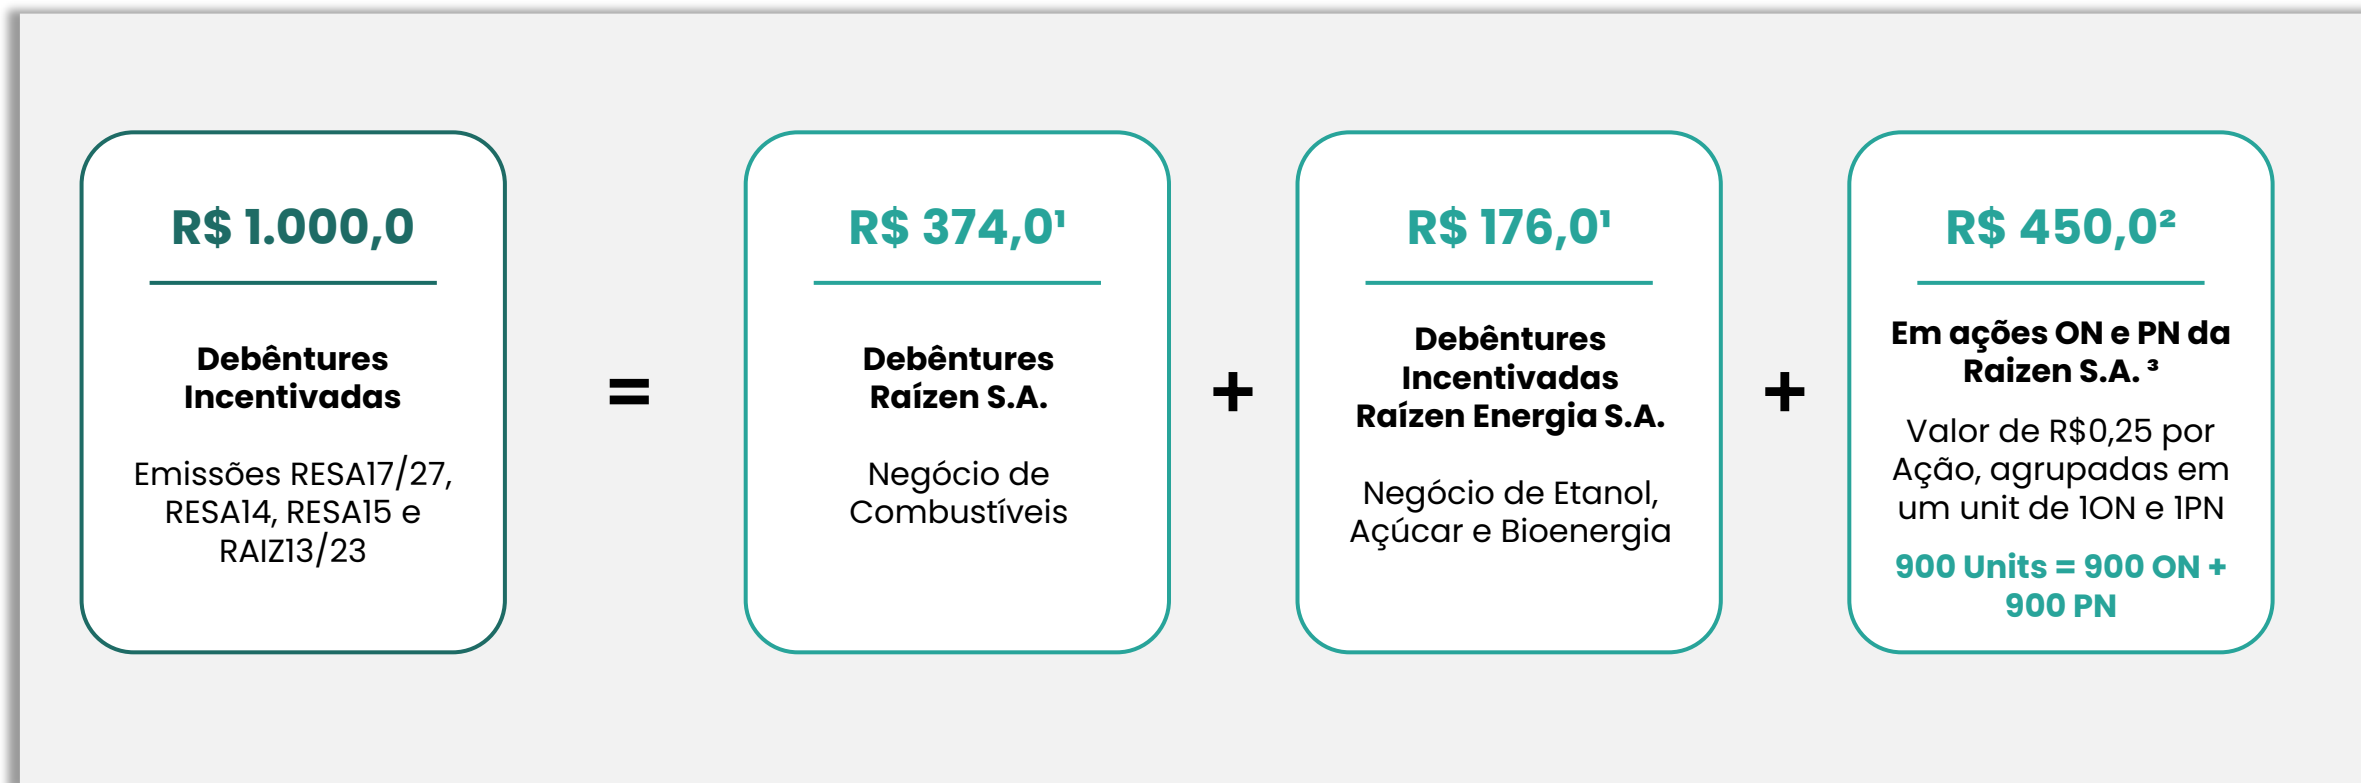 R$ 1.000,0
Debêntures
Incentivadas
Emissões RESA17/27,
RESA14, RESA15 e
RAIZ13/23
=
R$ 374,0¹
Debêntures
Raízen S.A.
Negócio de
Combustíveis
+
R$ 176,0¹
Debêntures
Incentivadas
Raízen Energia S.A.
Negócio de Etanol,
Açúcar e Bioenergia
+
R$ 450,0²
Em ações ON e PN da
Raizen S.A. ³
Valor de R$0,25 por
Ação, agrupadas em
um unit de 1ON e 1PN
900 Units = 900 ON +
900 PN